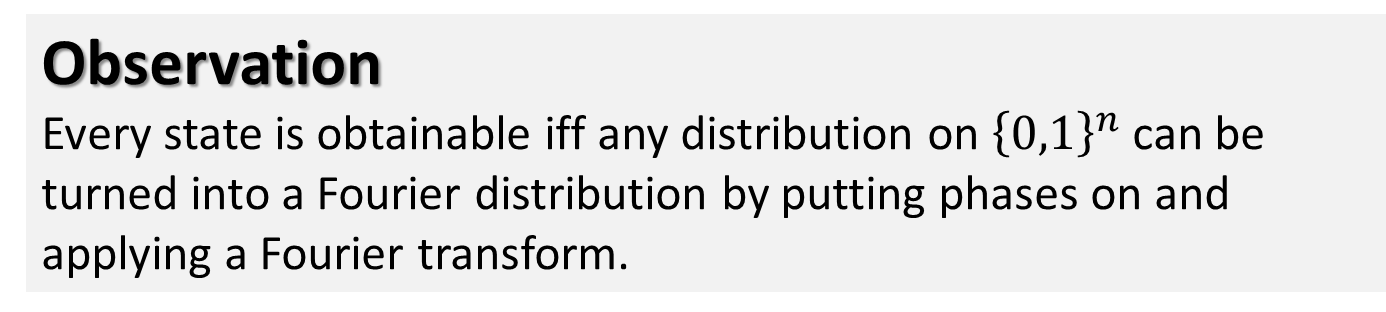 Observation
Every state is obtainable iff any distribution on {0,1}ⁿ can be
turned into a Fourier distribution by putting phases on and
applying a Fourier transform.